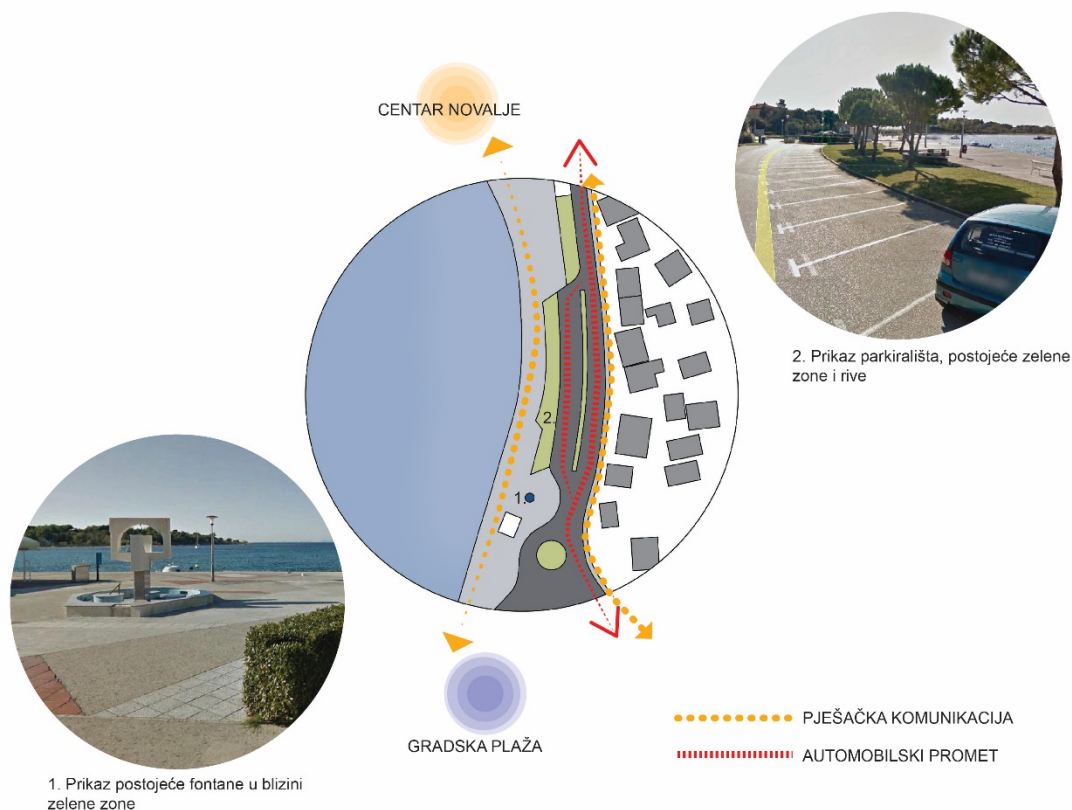 CENTAR NOVALJE
2. Prikaz parkirališta, postojeće zelene
zone i rive
2.
1.
GRADSKA PLAŽA
1. Prikaz postojeće fontane u blizini
zelene zone
PJEŠAČKA KOMUNIKACIJA
AUTOMOBILSKI PROMET